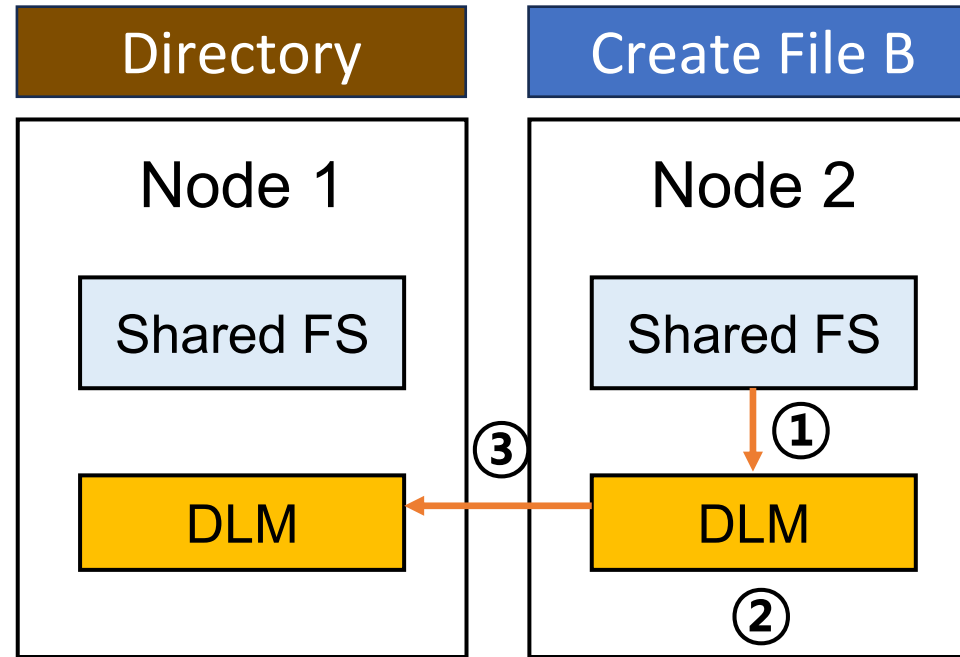 Directory
Create File B
Node 1
Node 2
Shared FS
Shared FS
①
③
DLM
DLM
②